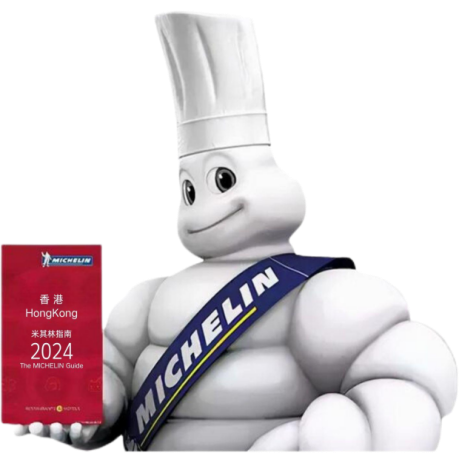 MICHELIN
香港
HongKong
米其林指南
2024
The MICHELIN Guide
MICHELIN